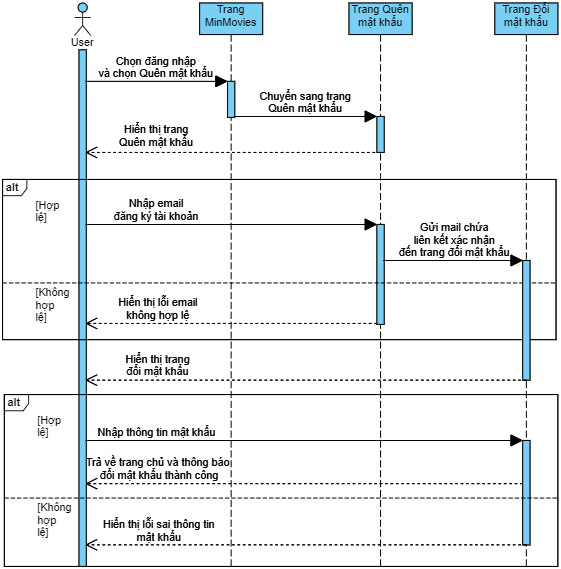 User
Trang
MinMovies
Trang Quên
mật khẩu
Trang Đổi
mật khẩu
Chọn đăng nhập
và chọn Quên mật khẩu
Chuyển sang trang
Quên mật khẩu
Hiển thị trang
Quên mật khẩu
alt
[Hợp
lệ]
Nhập email
đăng ký tài khoản
Gửi mail chứa
liên kết xác nhận
đến trang đổi mật khẩu
[Không
hợp
lệ]
Hiển thị lỗi email
không hợp lệ
Hiển thị trang
đổi mật khẩu
alt
[Hợp
lệ]
Nhập thông tin mật khẩu
Trả về trang chủ và thông báo
đổi mật khẩu thành công
[Không
hợp
lệ]
Hiển thị lỗi sai thông tin
mật khẩu